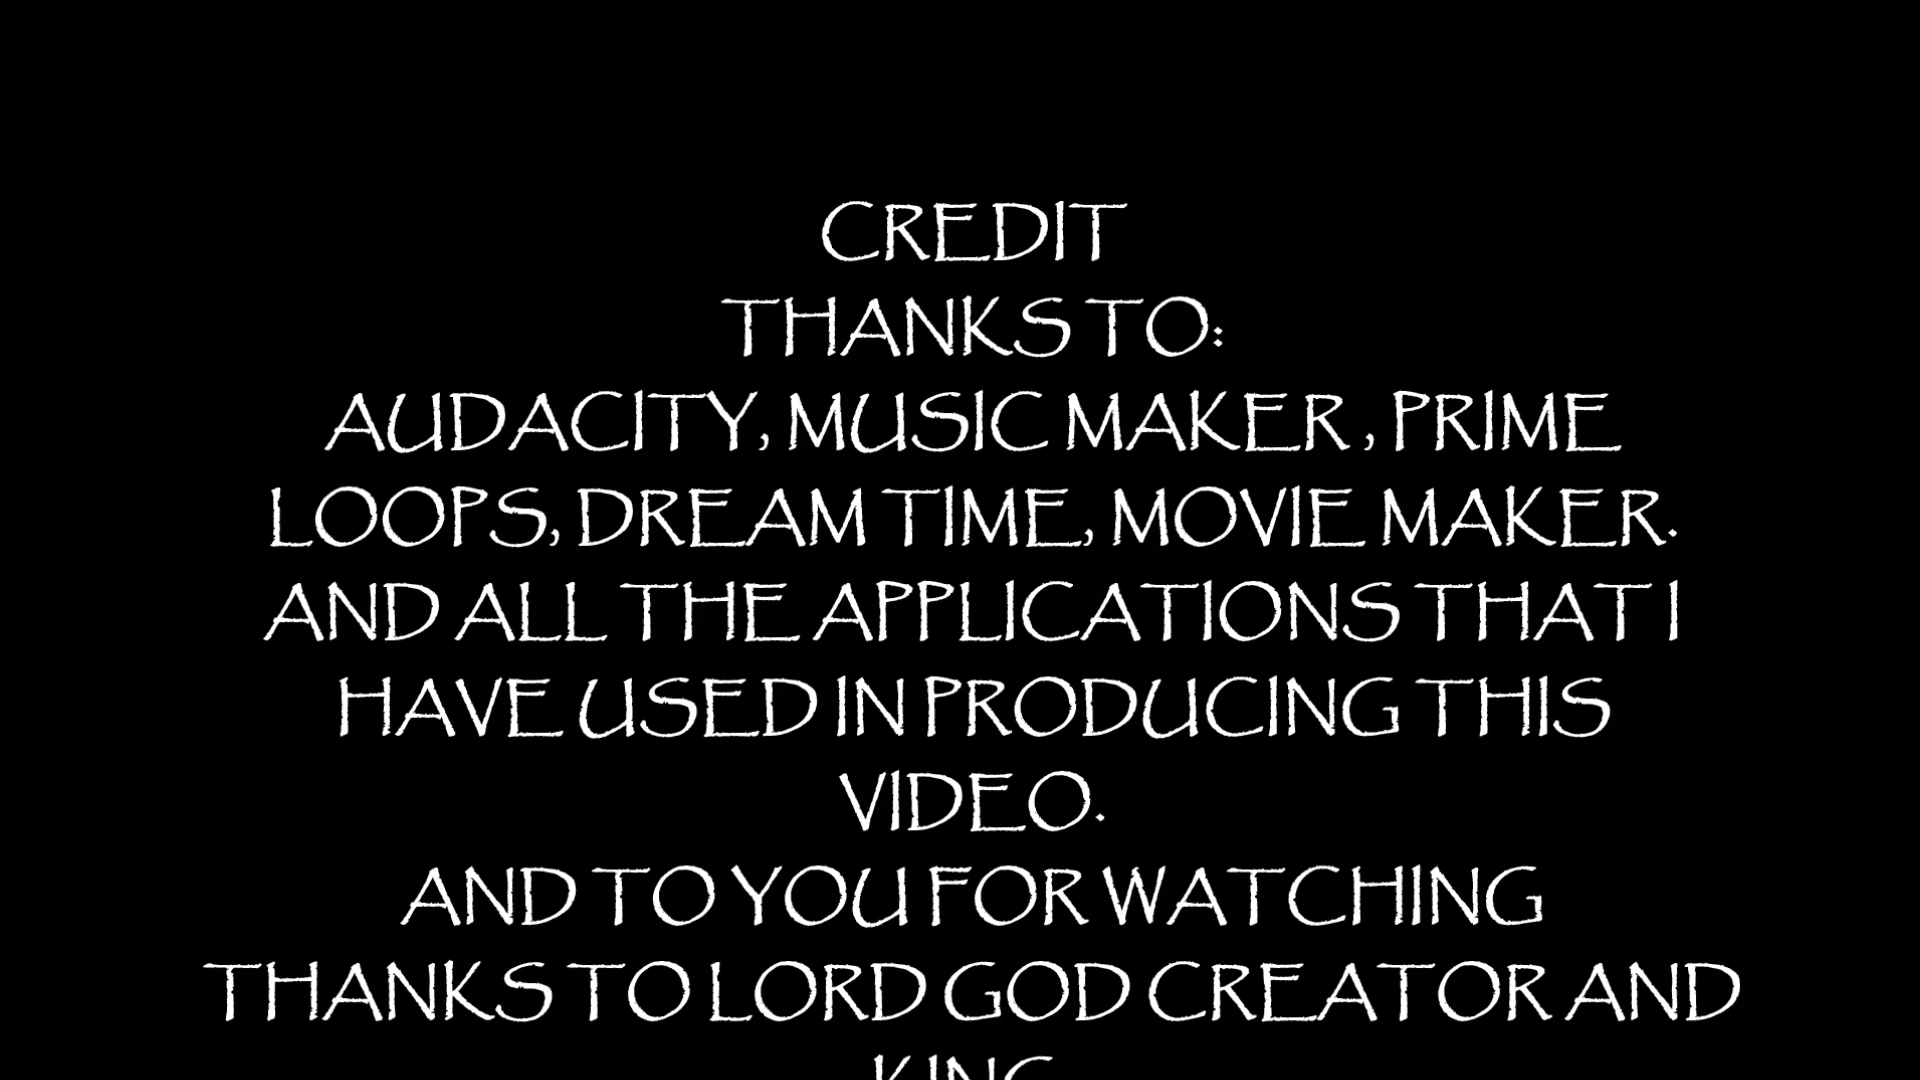 CREDIT
THANKS TO:
AUDACITY, MUSIC MAKER , PRIME
LOOPS, DREAM TIME, MOVIE MAKER.
AND ALL THE APPLICATIONS THAT I
HAVE USED IN PRODUCING THIS
VIDEO.
AND TO YOU FOR WATCHING
THANKS TO LORD GOD CREATOR AND
KING